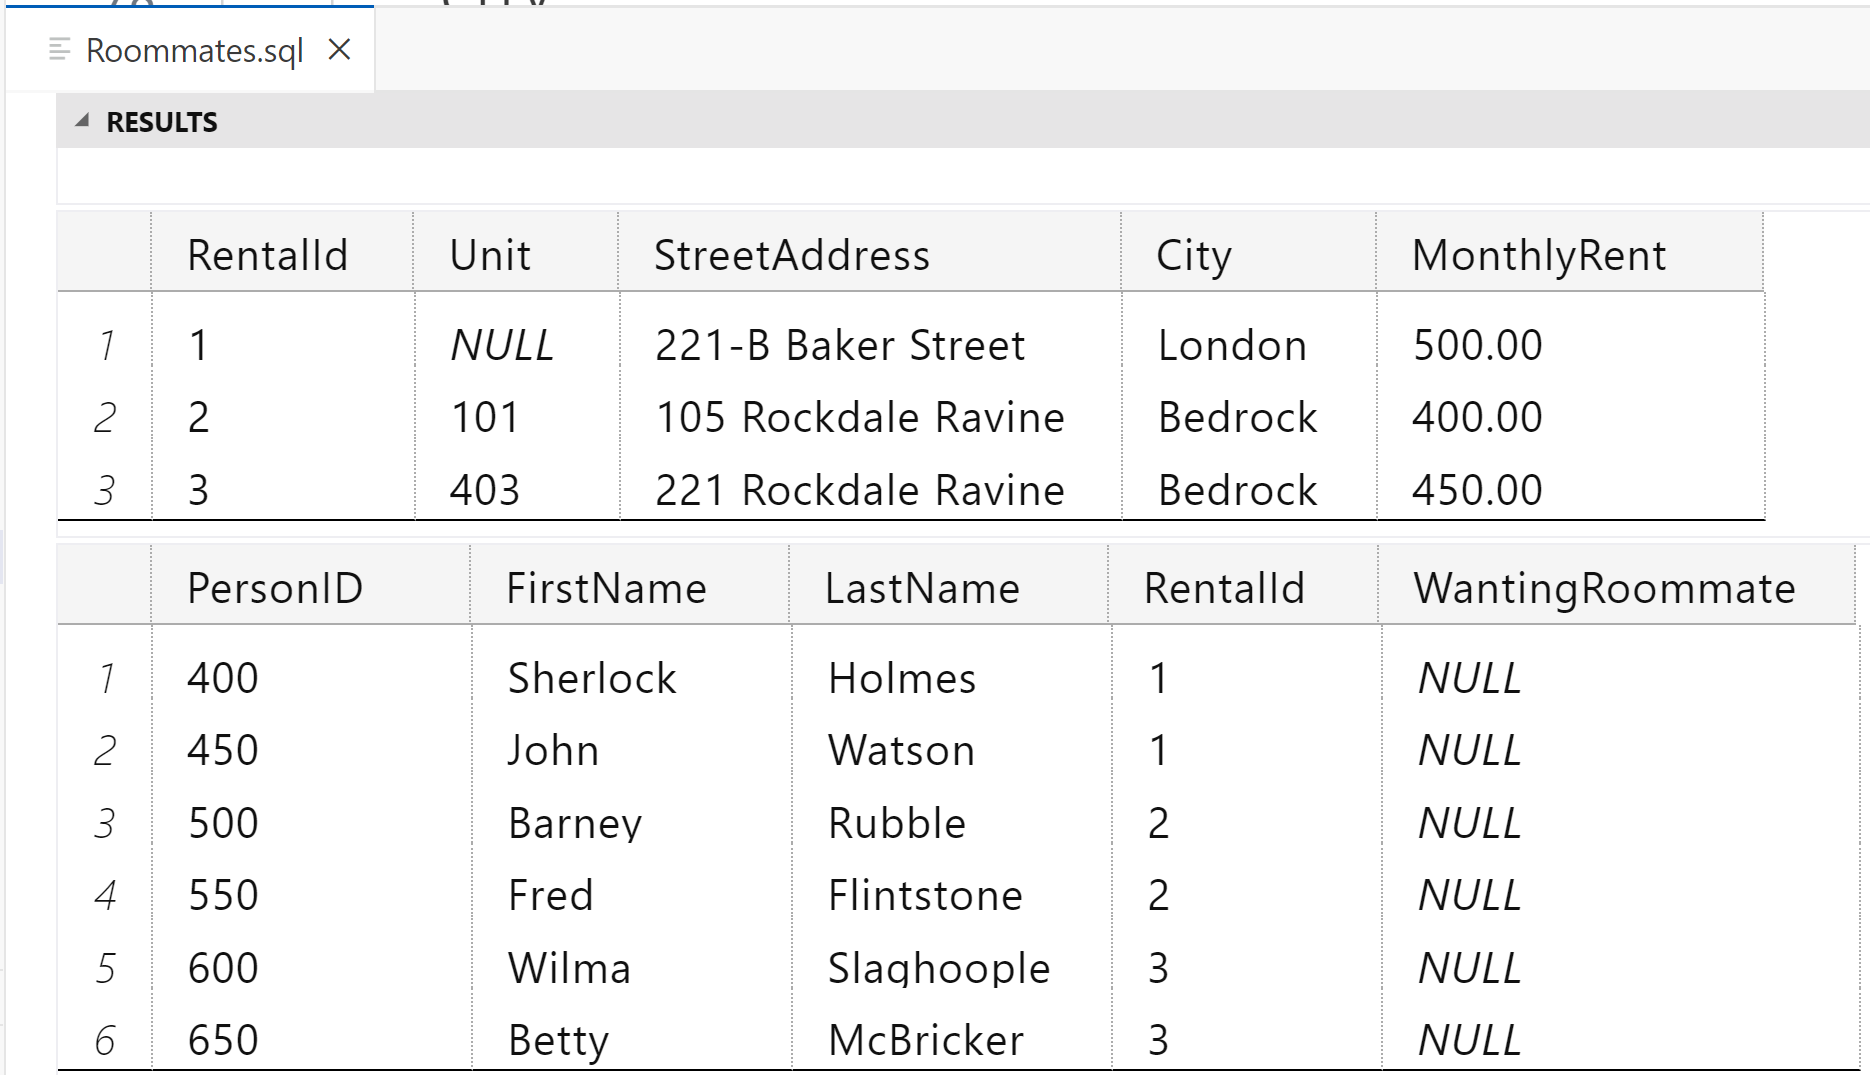 Roommates.sql
RESULTS
RentalId Unit StreetAddress City MonthlyRent
1 1 NULL 221-B Baker Street London 500.00
2 2 101 105 Rockdale Ravine Bedrock 400.00
3 3 403 221 Rockdale Ravine Bedrock 450.00
PersonID FirstName LastName RentalId WantingRoommate
1 400 Sherlock Holmes 1 NULL
2 450 John Watson 1 NULL
3 500 Barney Rubble 2 NULL
4 550 Fred Flintstone 2 NULL
5 600 Wilma Slaghoople 3 NULL
6 650 Betty McBricker 3 NULL